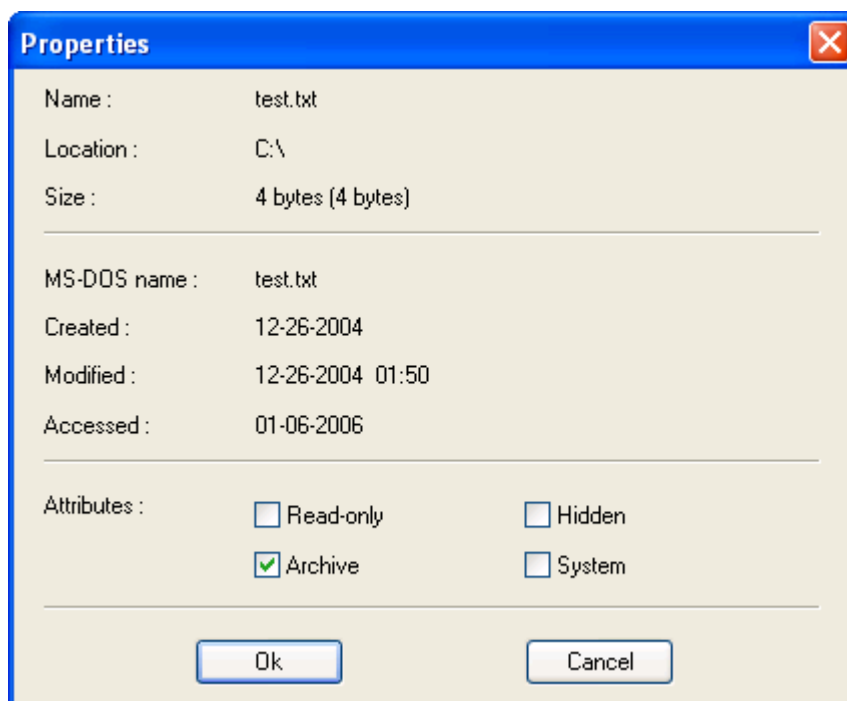 Properties
Name : test.txt
Location : C:\
Size : 4 bytes (4 bytes)
MS-DOS name : test.txt
Created : 12-26-2004
Modified : 12-26-2004 01:50
Accessed : 01-06-2006
Attributes : Read-only Hidden
Archive System
Ok Cancel